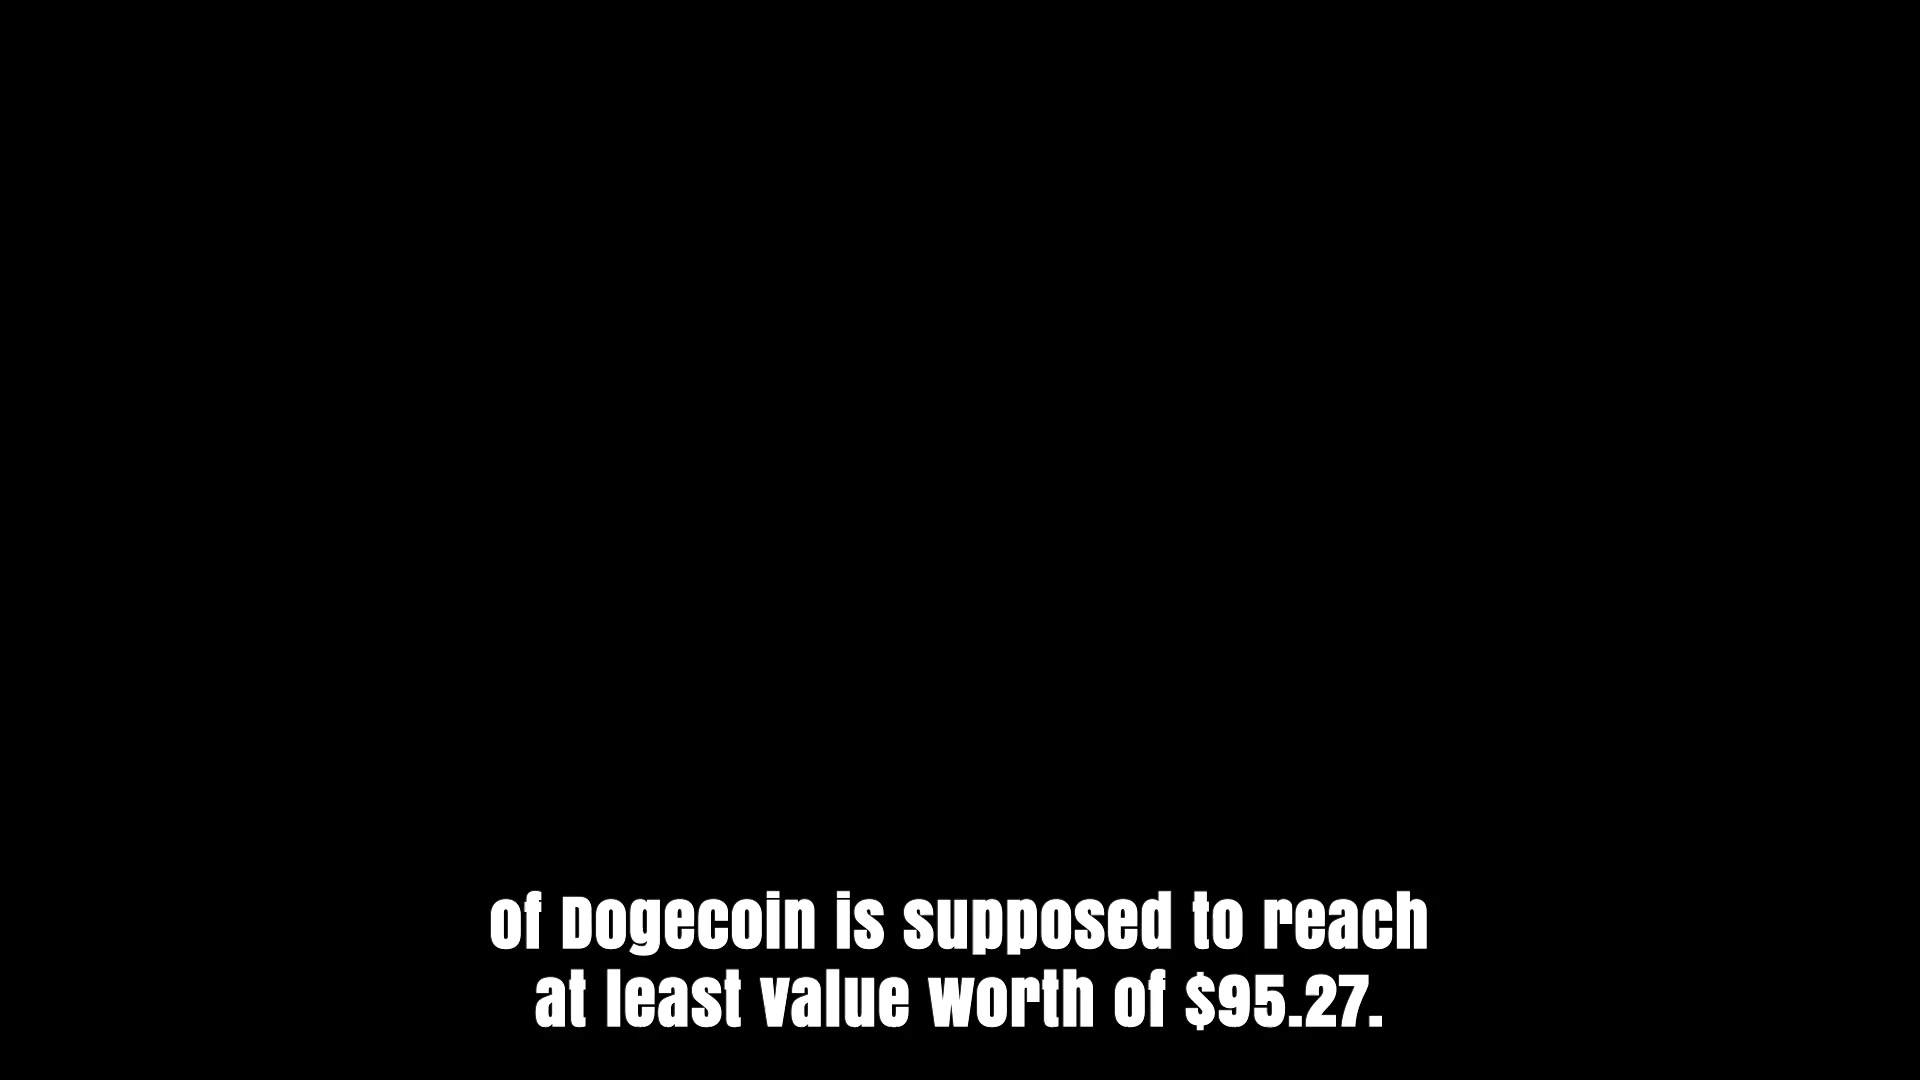 of Dogecoin is supposed to reach
at least value worth of $95.27.